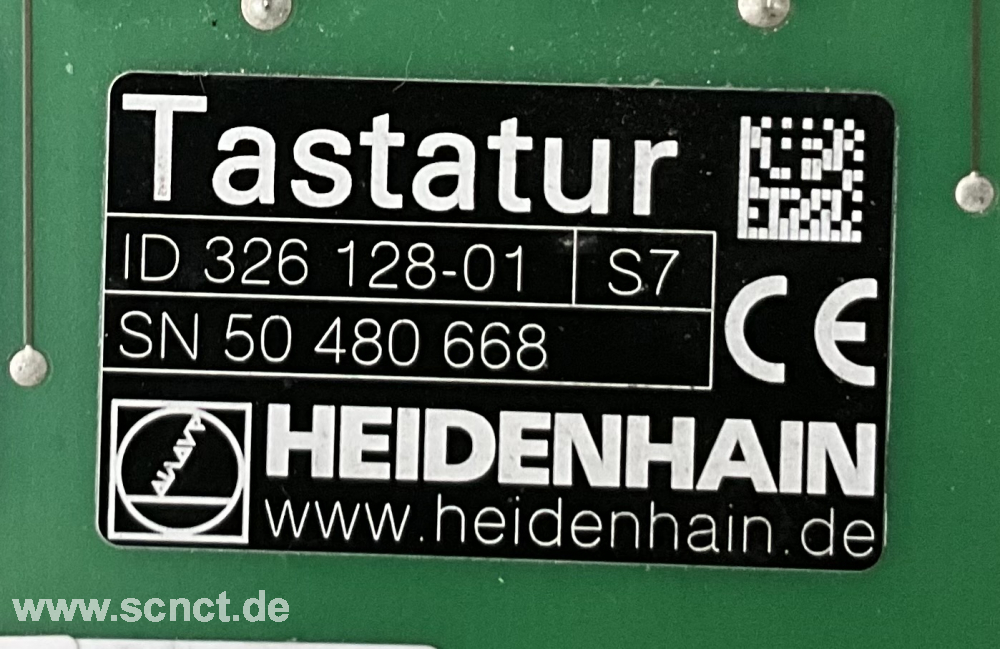 Tastatur
ID 326 128-01 S7
SN 50 480 668
CE
HEIDENHAIN
www.heidenhain.de
www.scnct.de